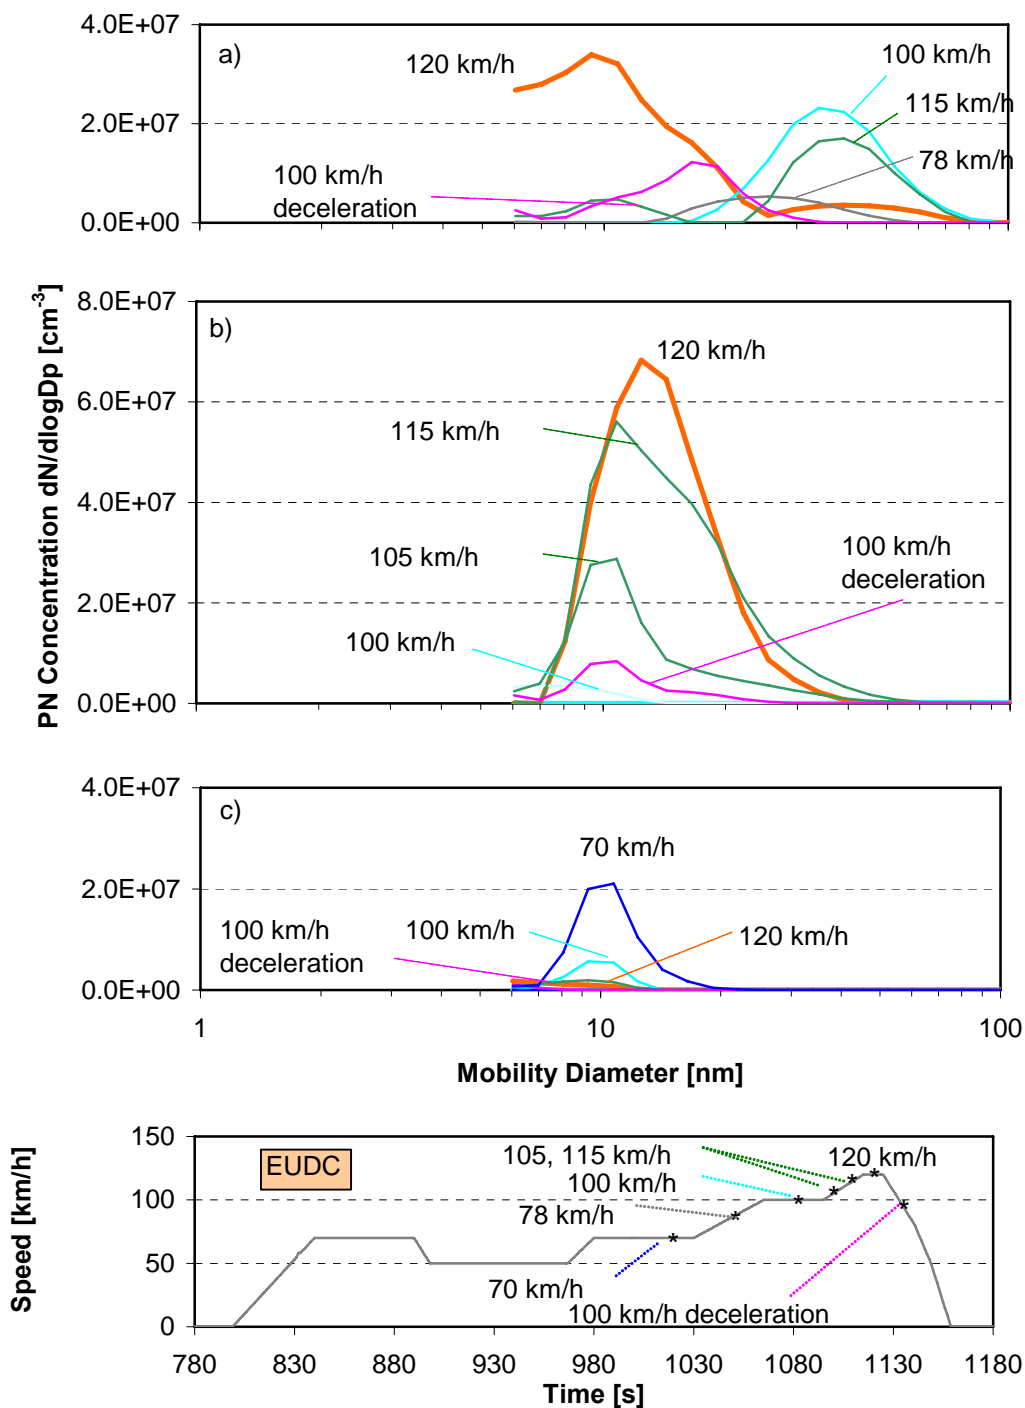 4.0E+07
a)
120 km/h
100 km/h
115 km/h
2.0E+07
78 km/h
100 km/h
deceleration
0.0E+00
PN Concentration dN/dlogDp [cm-3]
8.0E+07
b)
120 km/h
6.0E+07
115 km/h
4.0E+07
105 km/h
100 km/h
deceleration
2.0E+07
100 km/h
0.0E+00
4.0E+07
c)
70 km/h
2.0E+07
100 km/h
deceleration
100 km/h
120 km/h
0.0E+00
1
10
100
Mobility Diameter [nm]
Speed [km/h]
150
EUDC
105, 115 km/h
120 km/h
100 km/h
100
78 km/h
50
70 km/h
100 km/h deceleration
0
780
830
880
930
980
1030
1080
1130
1180
Time [s]